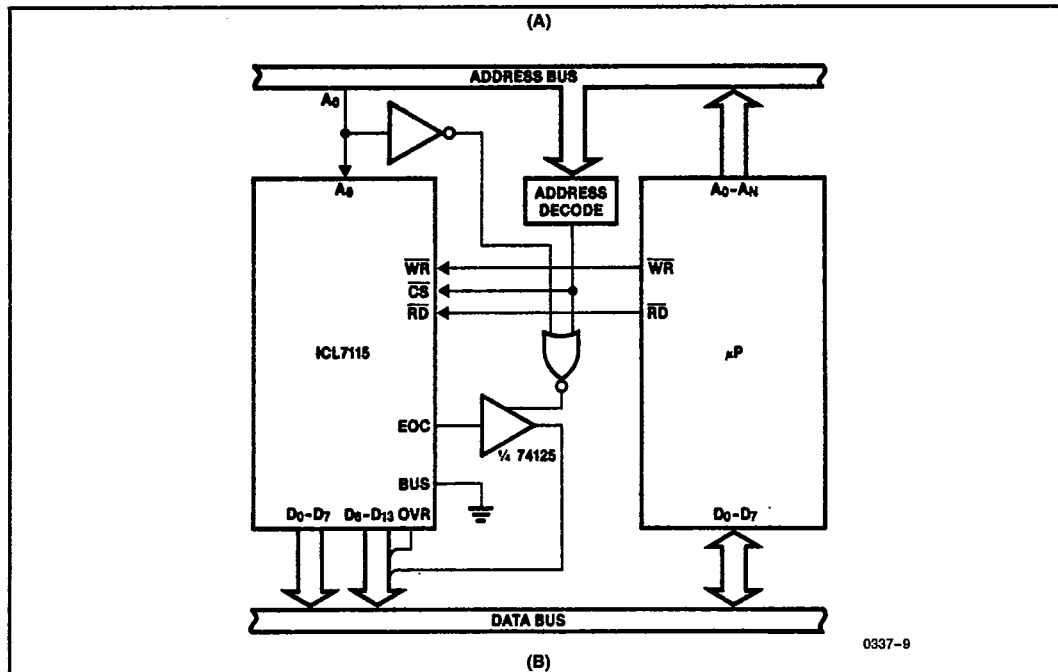 (A)
ADDRESS BUS
A0
A0
ADDRESS DECODE
A0-AN
WR
CS
RD
WR
RD
ICL7115
μP
EOC
¼ 74125
BUS
D0-D7 D8-D13 OVR
D0-D7
DATA BUS
0337-9
(B)